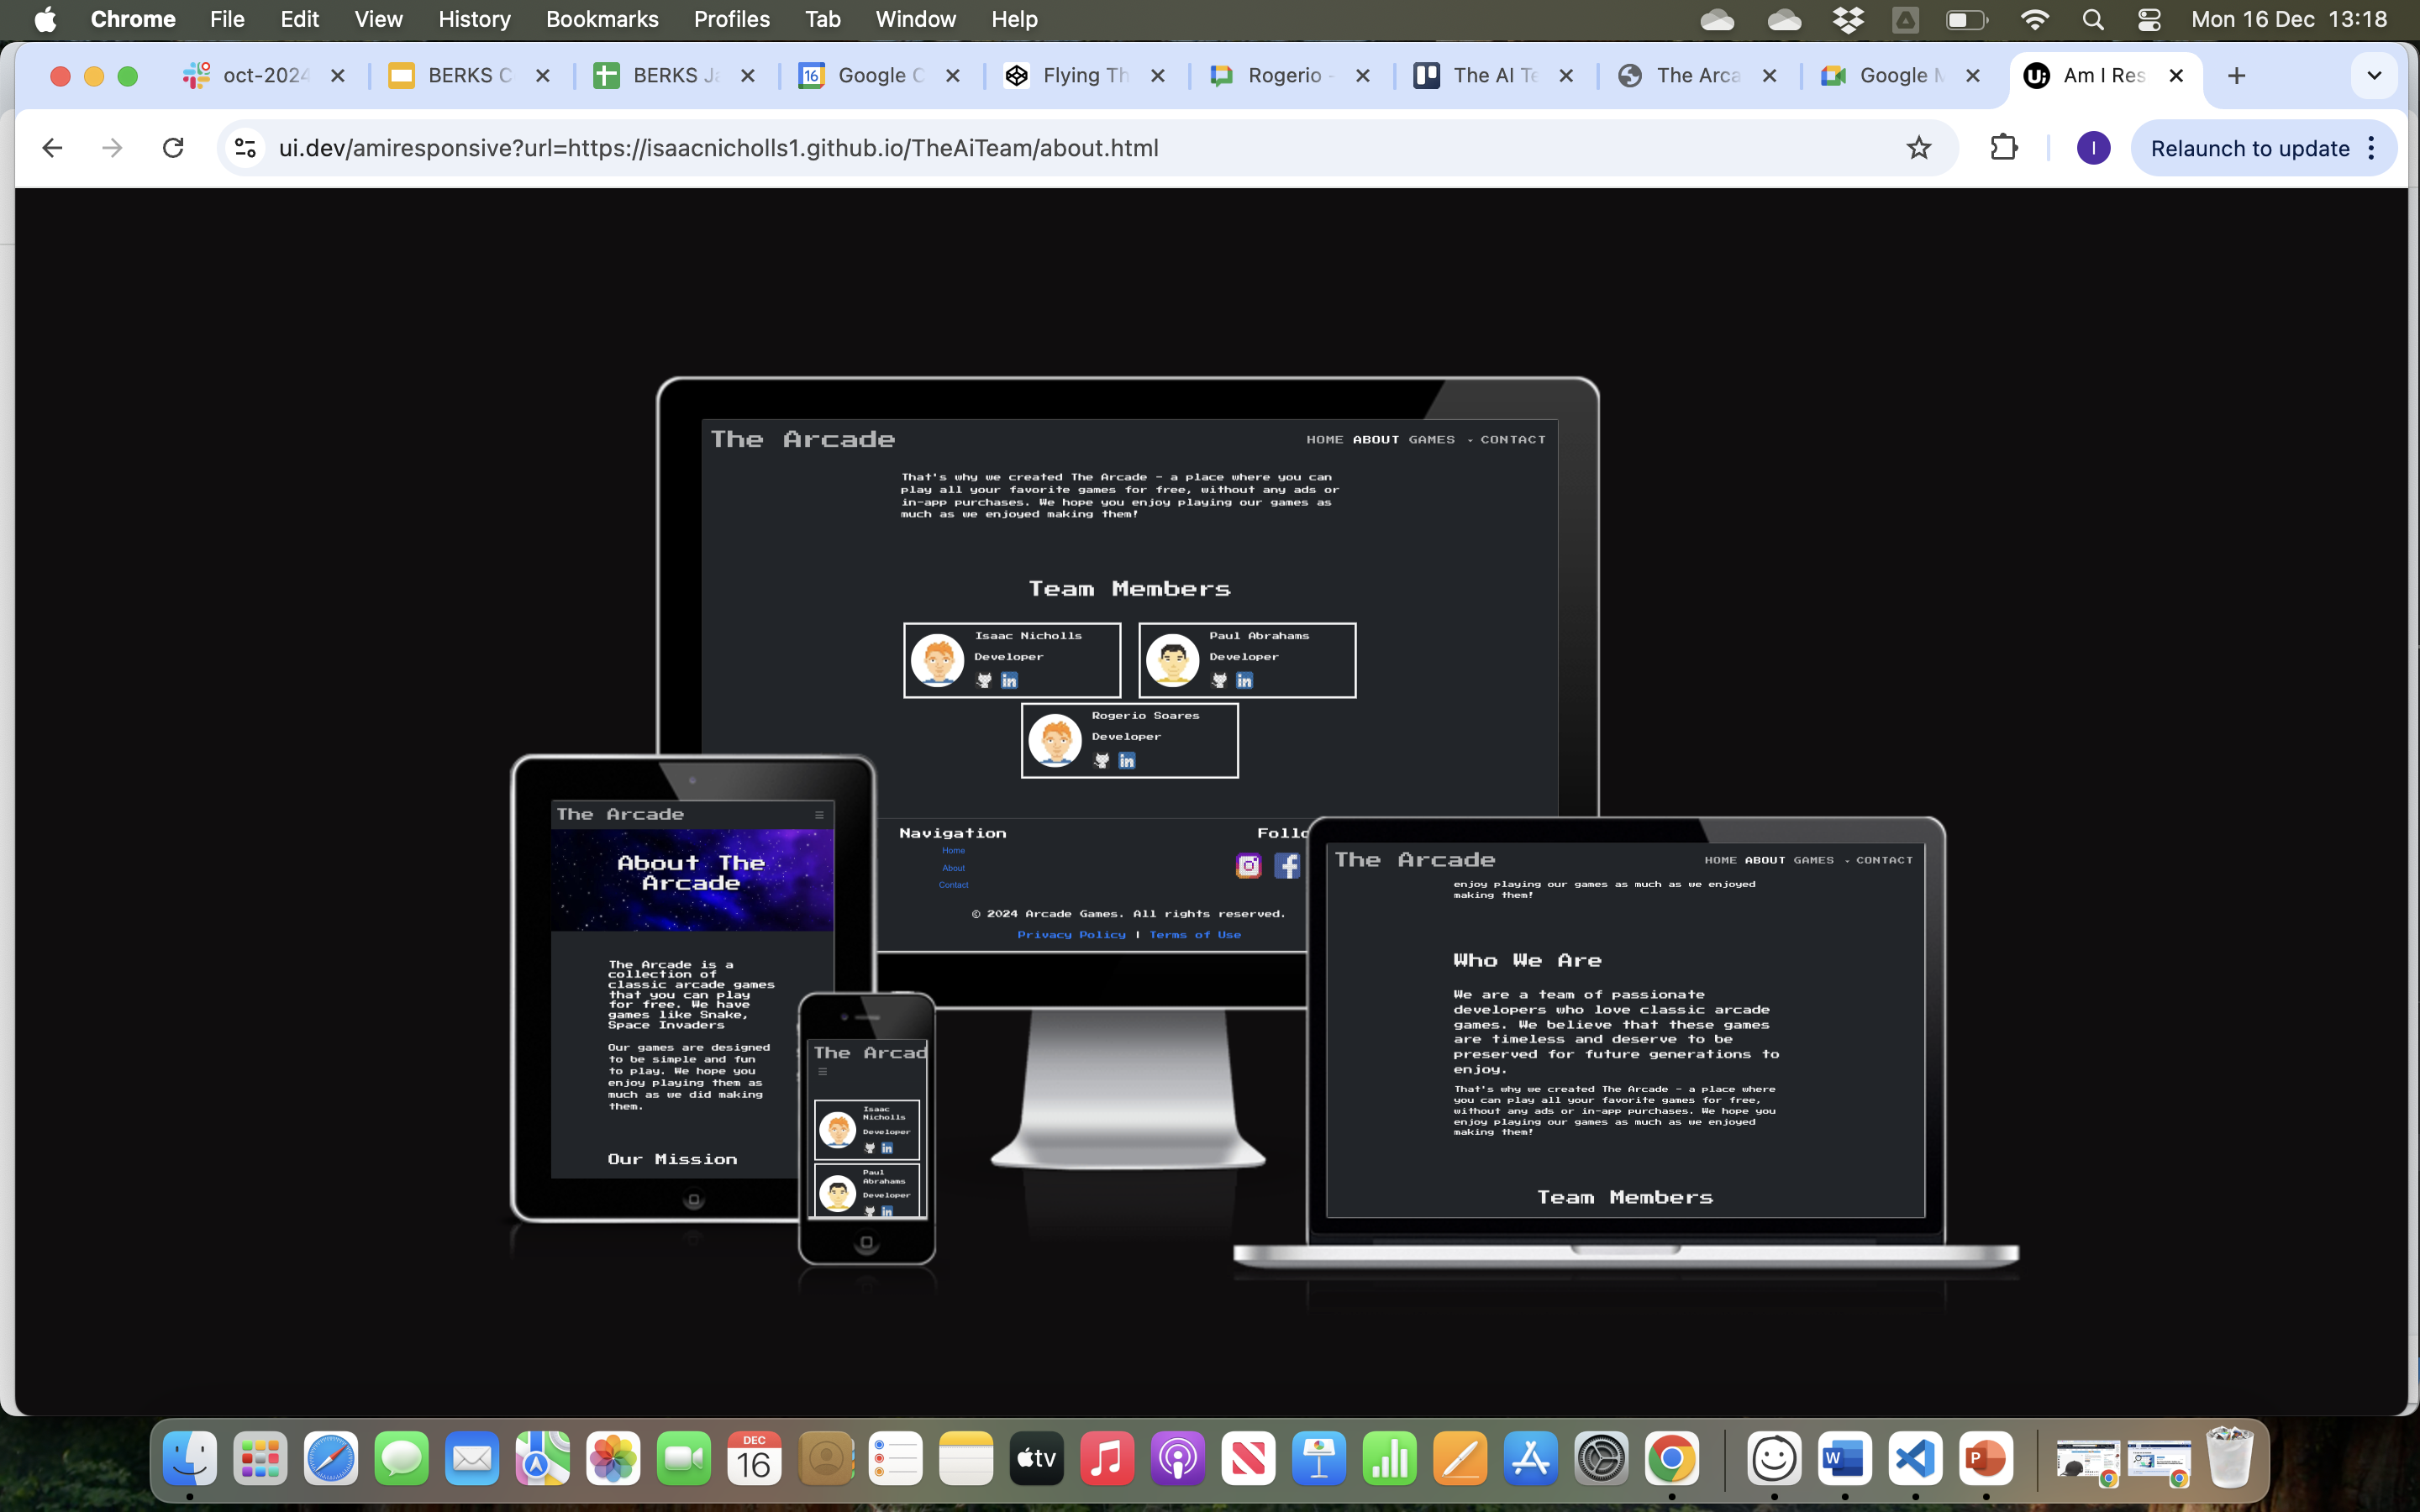 Chrome File Edit View History Bookmarks Profiles Tab Window Help Mon 16 Dec 13:18
oct-2024 BERKS C BERKS Ja 16 Google C Flying Th Rogerio - The AI Te The Arca Google M Am I Res
ui.dev/amiresponsive?url=https://isaacnicholls1.github.io/TheAiTeam/about.html I Relaunch to update
The Arcade HOME ABOUT GAMES CONTACT
That's why we created The Arcade - a place where you can
play all your favorite games for free, without any ads or
in-app purchases. We hope you enjoy playing our games as
much as we enjoyed making them!
Team Members
Isaac Nicholls
Developer
in
Paul Abrahams
Developer
in
Rogerio Soares
Developer
in
Navigation
Home
About
Contact
Follo
© 2024 Arcade Games. All rights reserved.
Privacy Policy | Terms of Use
The Arcade
About The
Arcade
The Arcade is a
collection of
classic arcade games
that you can play
for free. We have
games like Snake,
Space Invaders
Our games are designed
to be simple and fun
to play. We hope you
enjoy playing them as
much as we did making
them.
Our Mission
The Arcad
Isaac
Nicholls
Developer
in
Paul
Abrahams
Developer
in
The Arcade HOME ABOUT GAMES CONTACT
enjoy playing our games as much as we enjoyed
making them!
Who We Are
We are a team of passionate
developers who love classic arcade
games. We believe that these games
are timeless and deserve to be
preserved for future generations to
enjoy.
That's why we created The Arcade - a place where
you can play all your favorite games for free,
without any ads or in-app purchases. We hope you
enjoy playing our games as much as we enjoyed
making them!
Team Members
DEC
16
tv
W
P